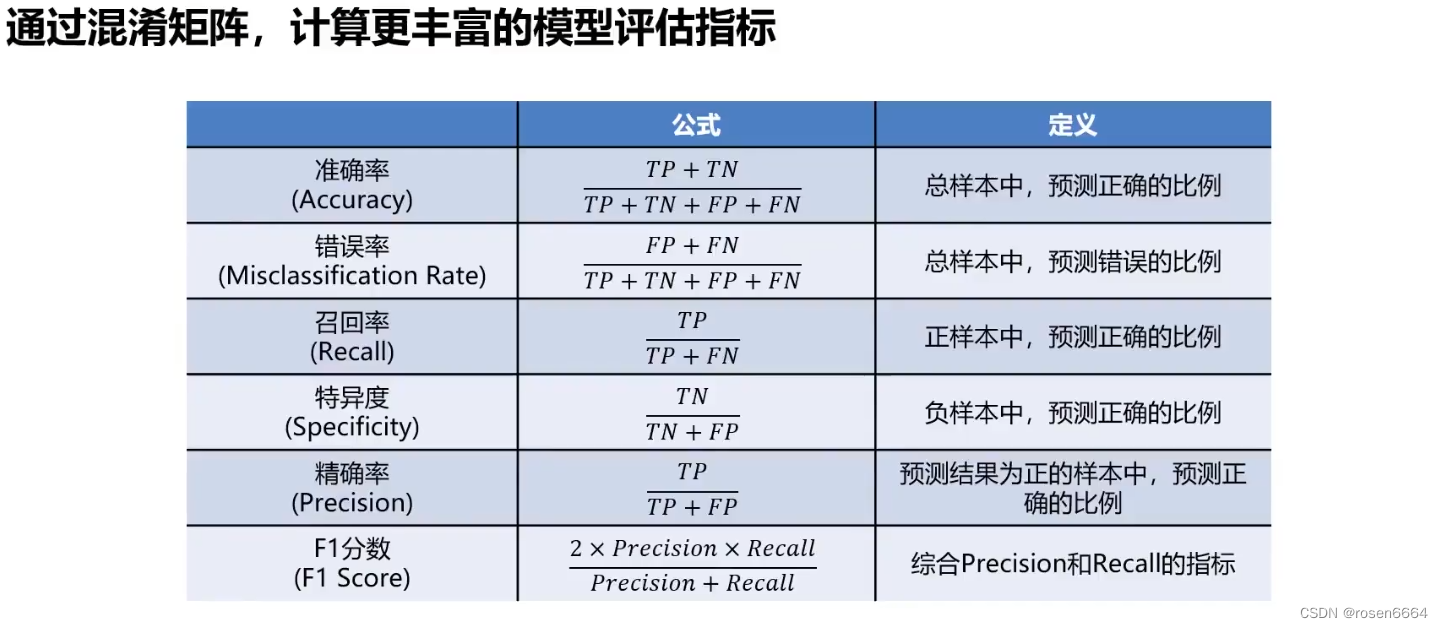 通过混淆矩阵，计算更丰富的模型评估指标
公式
定义
准确率
(Accuracy)
TP + TN
TP + TN + FP + FN
总样本中，预测正确的比例
错误率
(Misclassification Rate)
FP + FN
TP + TN + FP + FN
总样本中，预测错误的比例
召回率
(Recall)
TP
TP + FN
正样本中，预测正确的比例
特异度
(Specificity)
TN
TN + FP
负样本中，预测正确的比例
精确率
(Precision)
TP
TP + FP
预测结果为正的样本中，预测正
确的比例
F1分数
(F1 Score)
2 × Precision × Recall
Precision + Recall
综合Precision和Recall的指标
CSDN @rosen6664